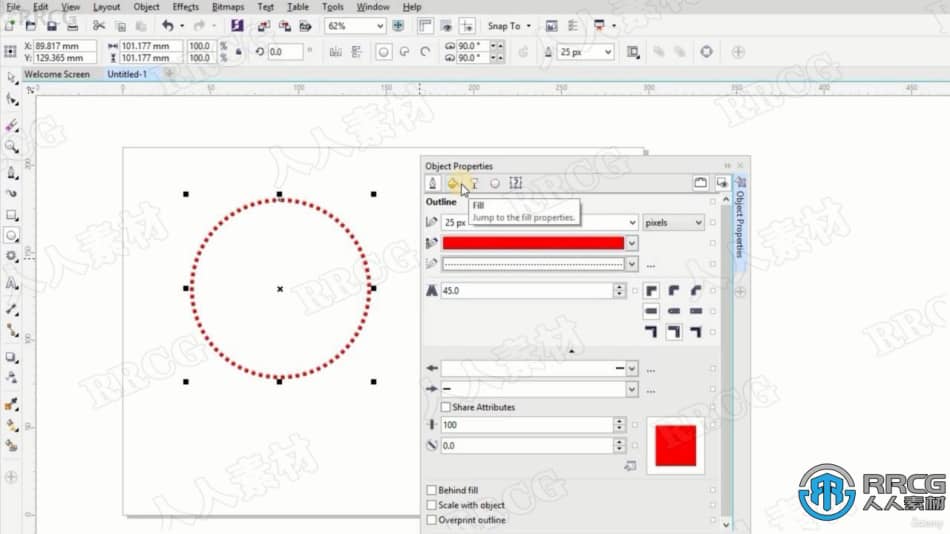 File Edit View Layout Object Effects Bitmaps Text Table Tools Window Help
62% Snap To
X: 89.817 mm 101.177 mm 100.0 % 0.0 ° 90.0 ° 25 px
Y: 129.365 mm 101.177 mm 100.0 % 90.0 °
Welcome Screen Untitled-1
0 50 100 150 200 250 300 350 400 450
Object Properties
Outline
Fill
Jump to the fill properties.
25 px pixels
Object Properties
...
45.0
...
...
Share Attributes
100
0.0
Behind fill
Scale with object
Overprint outline
RRCG
人人素材
RRCG
人人素材
ûdemy